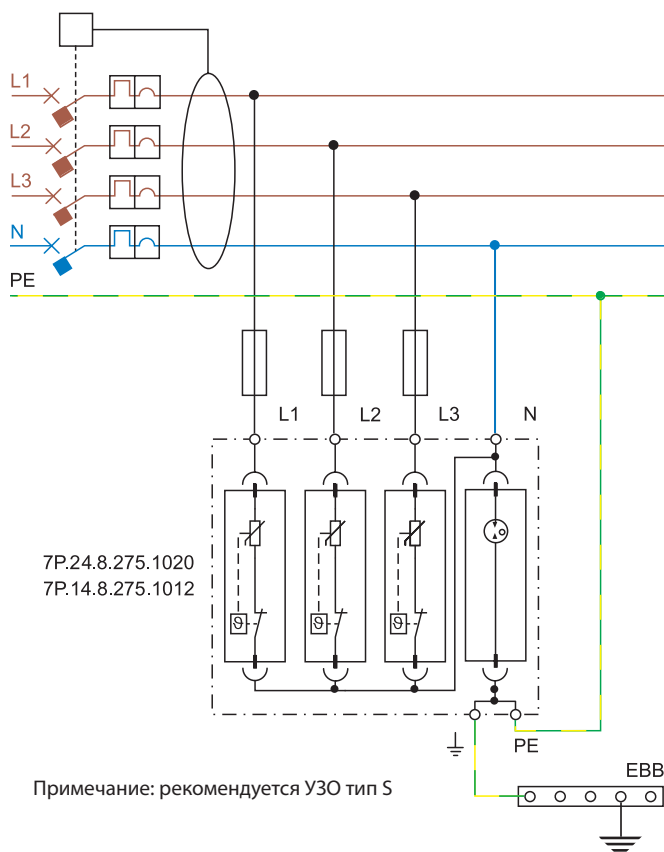 L1
L2
L3
N
PE
L1 L2 L3 N
7P.24.8.275.1020
7P.14.8.275.1012
ϑ ϑ ϑ
PE
EBB
Примечание: рекомендуется УЗО тип S